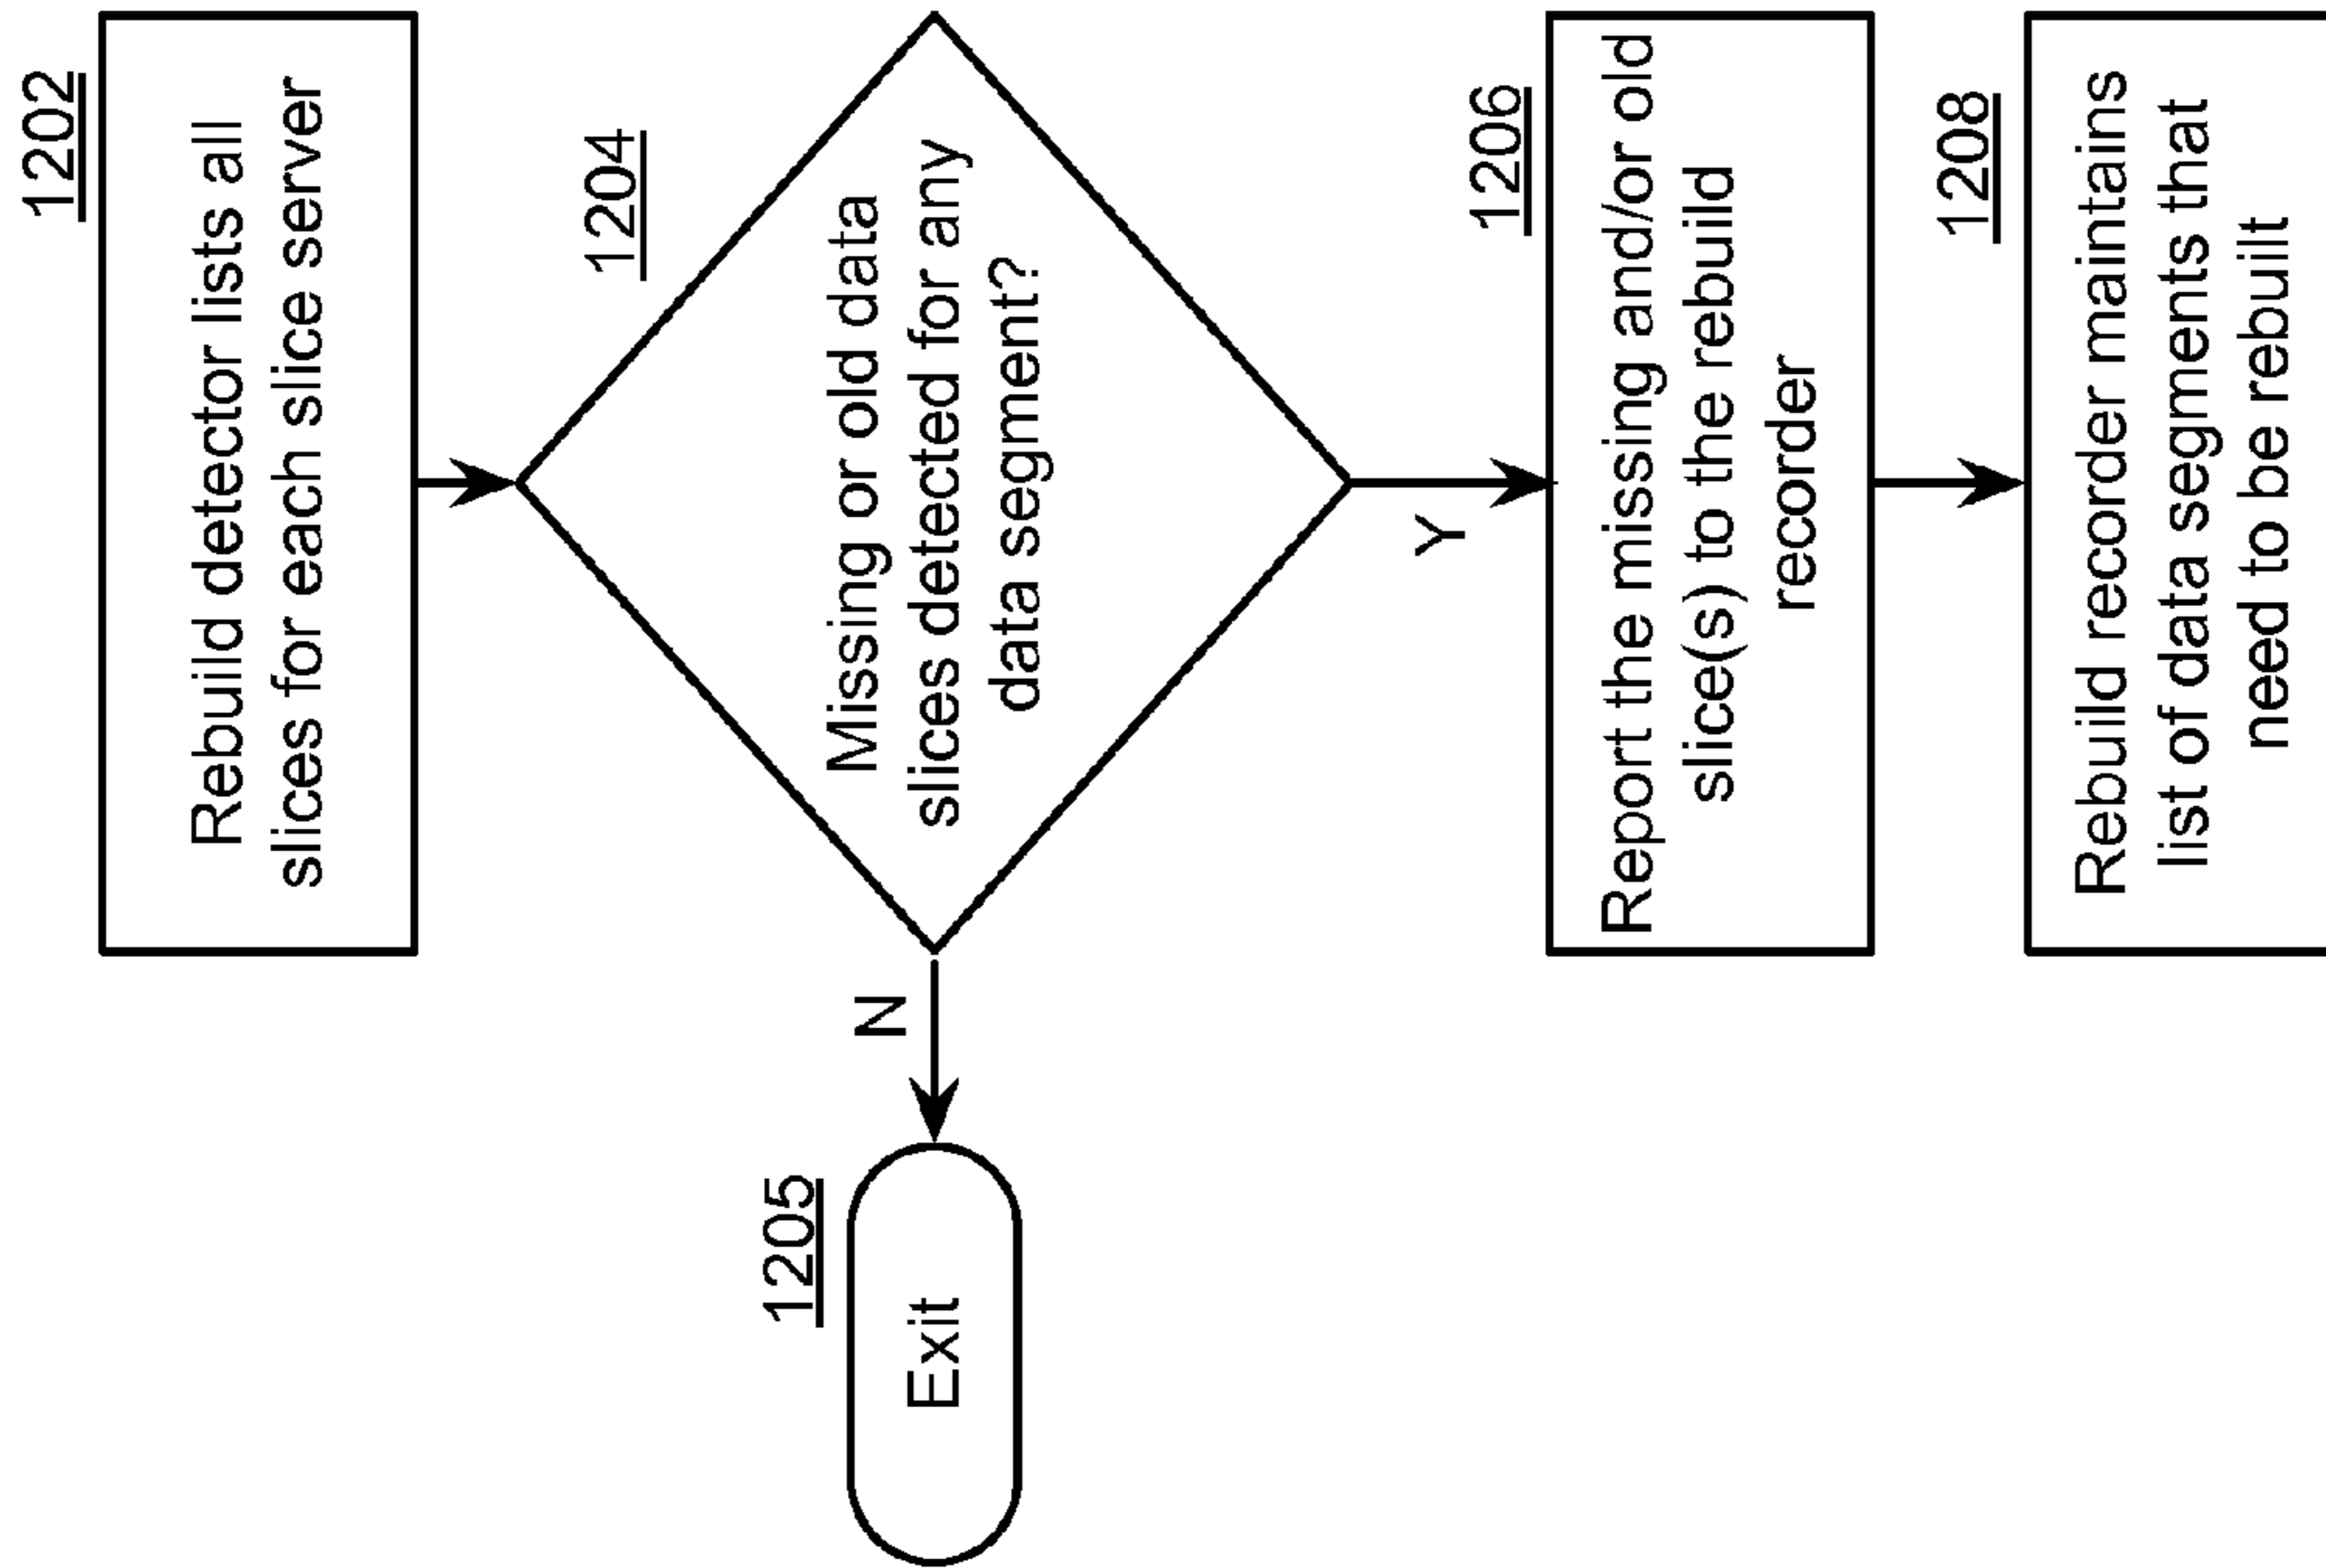 1202
Rebuild detector lists all
slices for each slice server
1204
Missing or old data
slices detected for any
data segment?
N
1205
Exit
Y
1206
Report the missing and/or old
slice(s) to the rebuild
recorder
1208
Rebuild recorder maintains
list of data segments that
need to be rebuilt